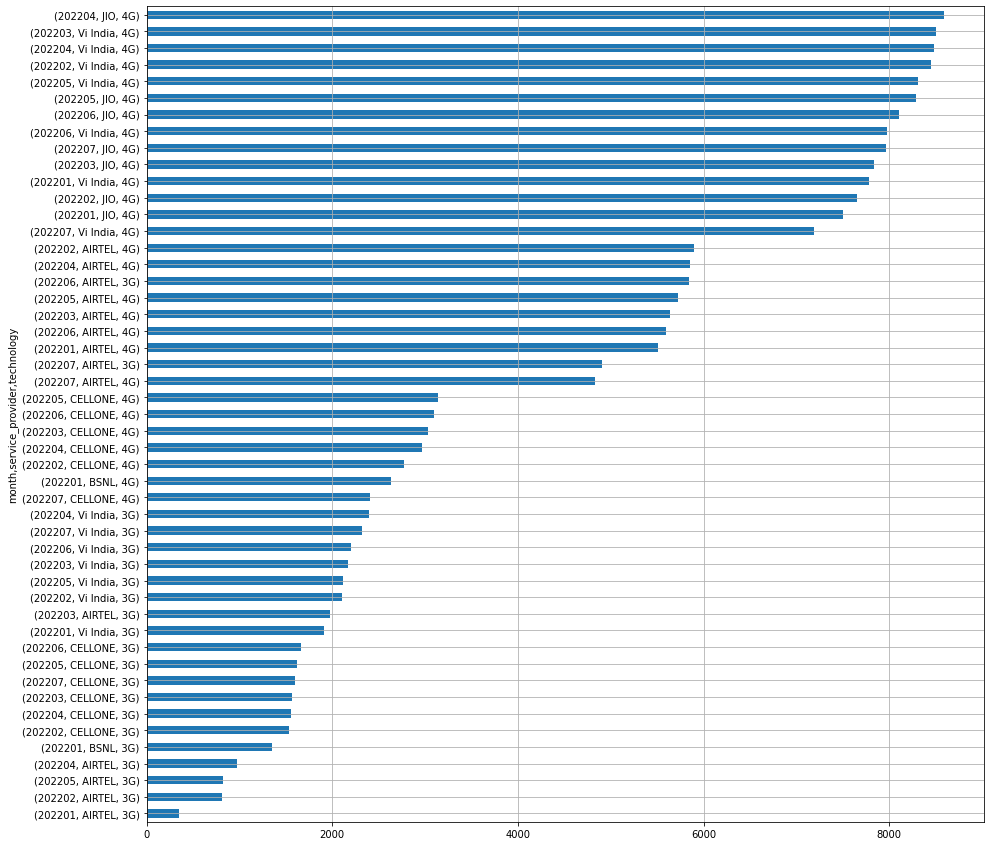 (202204, JIO, 4G)
(202203, Vi India, 4G)
(202204, Vi India, 4G)
(202202, Vi India, 4G)
(202205, Vi India, 4G)
(202205, JIO, 4G)
(202206, JIO, 4G)
(202206, Vi India, 4G)
(202207, JIO, 4G)
(202203, JIO, 4G)
(202201, Vi India, 4G)
(202202, JIO, 4G)
(202201, JIO, 4G)
(202207, Vi India, 4G)
(202202, AIRTEL, 4G)
(202204, AIRTEL, 4G)
(202206, AIRTEL, 3G)
(202205, AIRTEL, 4G)
(202203, AIRTEL, 4G)
(202206, AIRTEL, 4G)
(202201, AIRTEL, 4G)
(202207, AIRTEL, 3G)
(202207, AIRTEL, 4G)
(202205, CELLONE, 4G)
(202206, CELLONE, 4G)
(202203, CELLONE, 4G)
(202204, CELLONE, 4G)
(202202, CELLONE, 4G)
(202201, BSNL, 4G)
(202207, CELLONE, 4G)
(202204, Vi India, 3G)
(202207, Vi India, 3G)
(202206, Vi India, 3G)
(202203, Vi India, 3G)
(202205, Vi India, 3G)
(202202, Vi India, 3G)
(202203, AIRTEL, 3G)
(202201, Vi India, 3G)
(202206, CELLONE, 3G)
(202205, CELLONE, 3G)
(202207, CELLONE, 3G)
(202203, CELLONE, 3G)
(202204, CELLONE, 3G)
(202202, CELLONE, 3G)
(202201, BSNL, 3G)
(202204, AIRTEL, 3G)
(202205, AIRTEL, 3G)
(202202, AIRTEL, 3G)
(202201, AIRTEL, 3G)
month,service_provider,technology
0 2000 4000 6000 8000